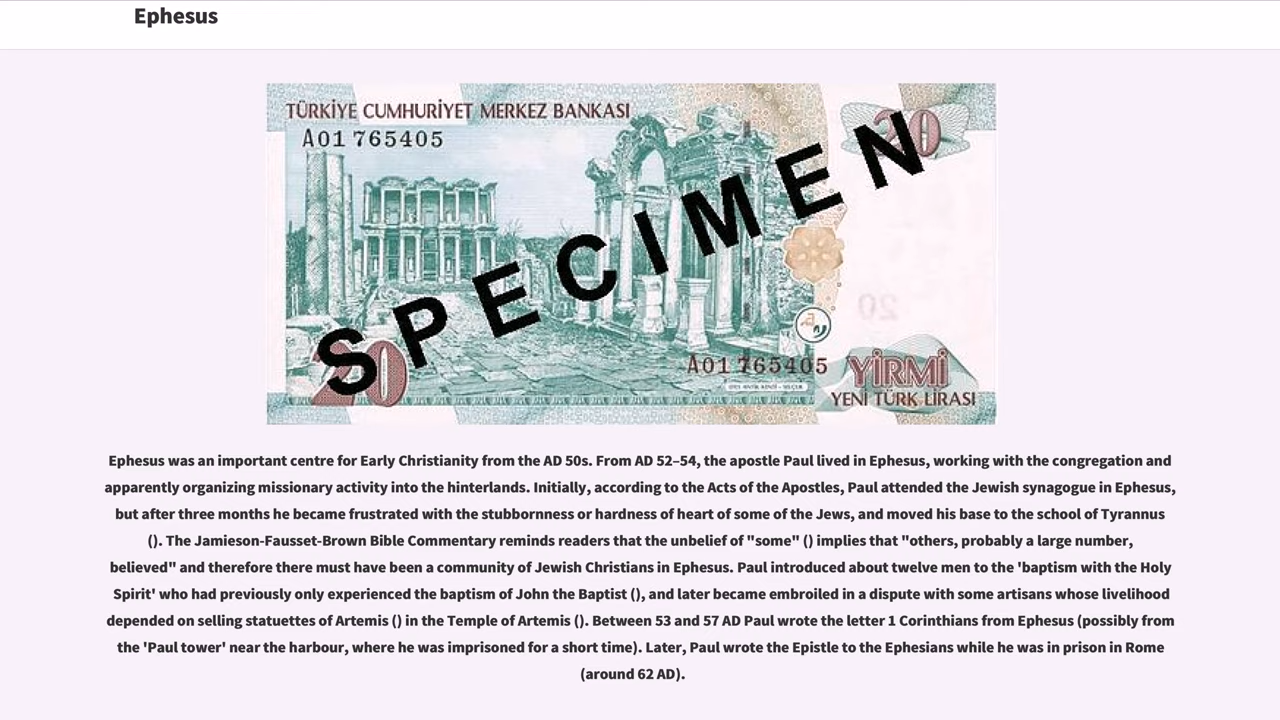 Ephesus
TÜRKİYE CUMHURİYET MERKEZ BANKASI
A01 765405
20
SPECIMEN
20
20
A01 765405
YİRMİ
YENİ TÜRK LİRASI
Ephesus was an important centre for Early Christianity from the AD 50s. From AD 52–54, the apostle Paul lived in Ephesus, working with the congregation and
apparently organizing missionary activity into the hinterlands. Initially, according to the Acts of the Apostles, Paul attended the Jewish synagogue in Ephesus,
but after three months he became frustrated with the stubbornness or hardness of heart of some of the Jews, and moved his base to the school of Tyrannus
(). The Jamieson-Fausset-Brown Bible Commentary reminds readers that the unbelief of "some" () implies that "others, probably a large number,
believed" and therefore there must have been a community of Jewish Christians in Ephesus. Paul introduced about twelve men to the 'baptism with the Holy
Spirit' who had previously only experienced the baptism of John the Baptist (), and later became embroiled in a dispute with some artisans whose livelihood
depended on selling statuettes of Artemis () in the Temple of Artemis (). Between 53 and 57 AD Paul wrote the letter 1 Corinthians from Ephesus (possibly from
the 'Paul tower' near the harbour, where he was imprisoned for a short time). Later, Paul wrote the Epistle to the Ephesians while he was in prison in Rome
(around 62 AD).